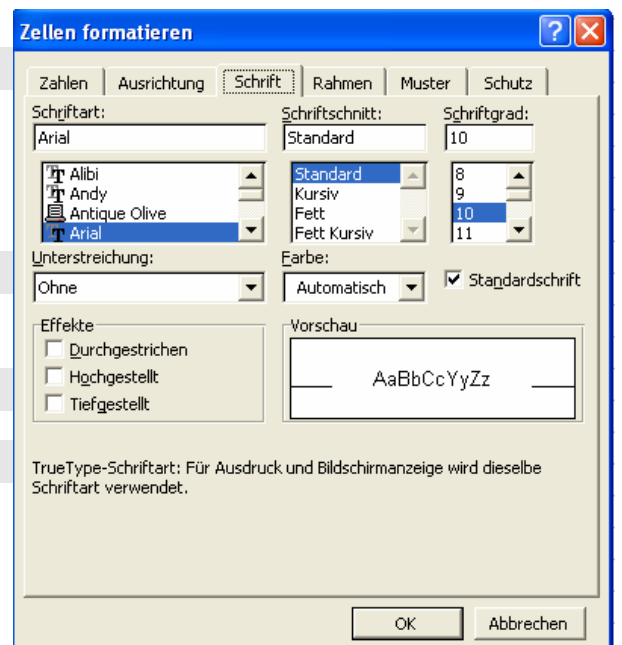 Zellen formatieren
Zahlen Ausrichtung Schrift Rahmen Muster Schutz
Schriftart: Schriftschnitt: Schriftgrad:
Arial Standard 10
Alibi Standard 8
Andy Kursiv 9
Antique Olive Fett 10
Arial Fett Kursiv 11
Unterstreichung: Farbe:
Ohne Automatisch Standardschrift
Effekte Vorschau
Durchgestrichen
Hochgestellt AaBbCcYyZz
Tiefgestellt
TrueType-Schriftart: Für Ausdruck und Bildschirmanzeige wird dieselbe
Schriftart verwendet.
OK Abbrechen